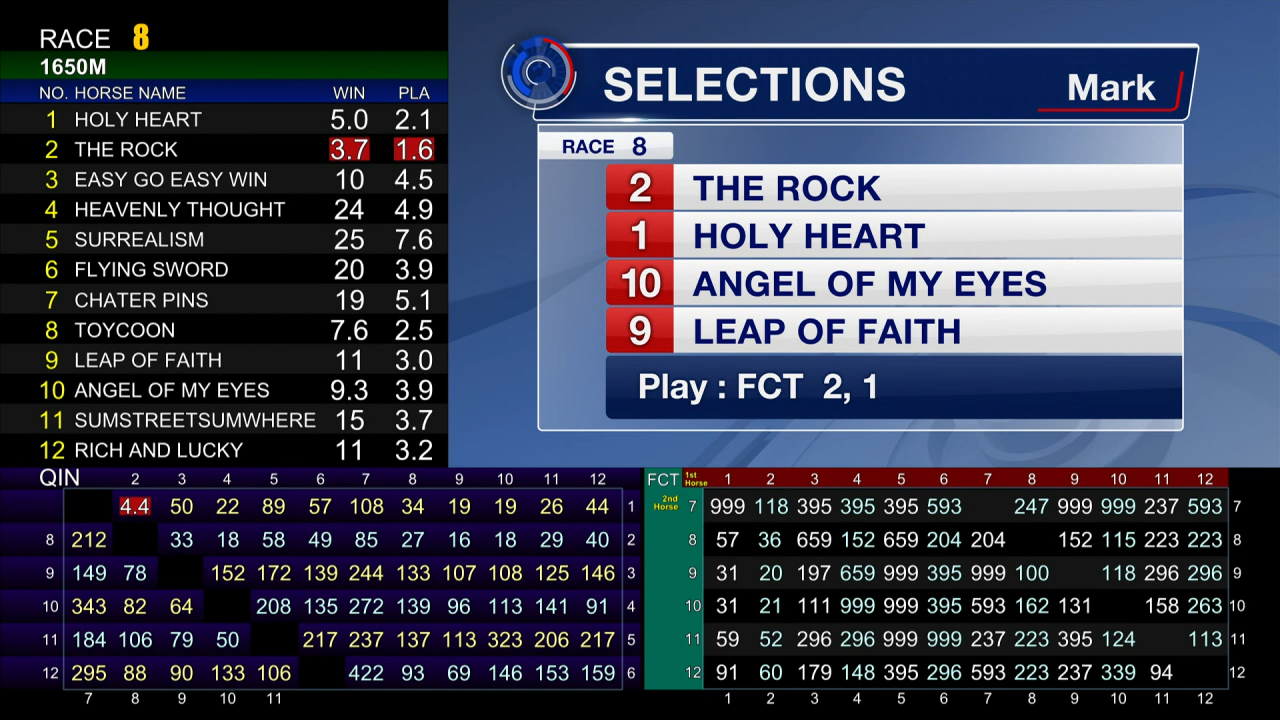 RACE 8
1650M
NO. HORSE NAME WIN PLA
1 HOLY HEART 5.0 2.1
2 THE ROCK 3.7 1.6
3 EASY GO EASY WIN 10 4.5
4 HEAVENLY THOUGHT 24 4.9
5 SURREALISM 25 7.6
6 FLYING SWORD 20 3.9
7 CHATER PINS 19 5.1
8 TOYCOON 7.6 2.5
9 LEAP OF FAITH 11 3.0
10 ANGEL OF MY EYES 9.3 3.9
11 SUMSTREETSUMWHERE 15 3.7
12 RICH AND LUCKY 11 3.2
SELECTIONS Mark
RACE 8
2 THE ROCK
1 HOLY HEART
10 ANGEL OF MY EYES
9 LEAP OF FAITH
Play : FCT 2, 1
QIN 2 3 4 5 6 7 8 9 10 11 12
4.4 50 22 89 57 108 34 19 19 26 44 1
8 212 33 18 58 49 85 27 16 18 29 40 2
9 149 78 152 172 139 244 133 107 108 125 146 3
10 343 82 64 208 135 272 139 96 113 141 91 4
11 184 106 79 50 217 237 137 113 323 206 217 5
12 295 88 90 133 106 422 93 69 146 153 159 6
7 8 9 10 11
FCT 1st Horse 1 2 3 4 5 6 7 8 9 10 11 12
2nd Horse 7 999 118 395 395 395 593 247 999 999 237 593 7
8 57 36 659 152 659 204 204 152 115 223 223 8
9 31 20 197 659 999 395 999 100 118 296 296 9
10 31 21 111 999 999 395 593 162 131 158 263 10
11 59 52 296 296 999 999 237 223 395 124 113 11
12 91 60 179 148 395 296 593 223 237 339 94 12
1 2 3 4 5 6 7 8 9 10 11 12